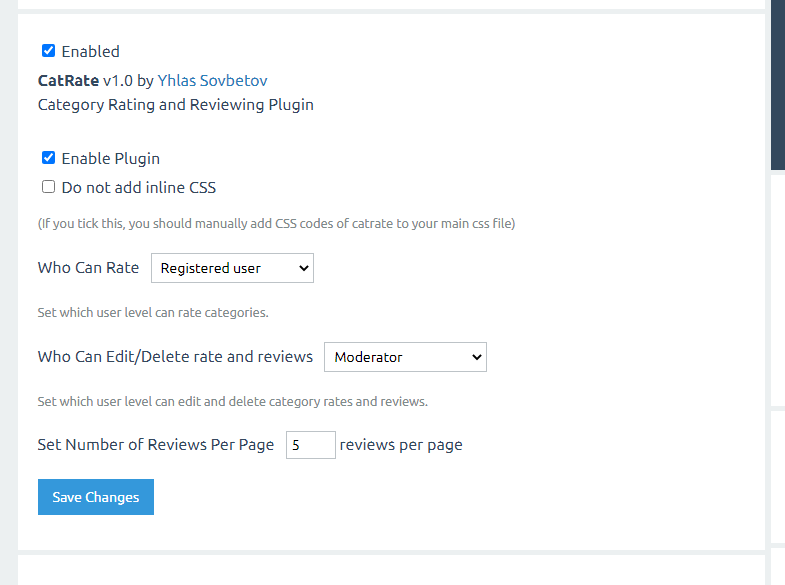 Enabled
CatRate v1.0 by Yhlas Sovbetov
Category Rating and Reviewing Plugin
Enable Plugin
Do not add inline CSS
(If you tick this, you should manually add CSS codes of catrate to your main css file)
Who Can Rate Registered user
Set which user level can rate categories.
Who Can Edit/Delete rate and reviews Moderator
Set which user level can edit and delete category rates and reviews.
Set Number of Reviews Per Page 5 reviews per page
Save Changes